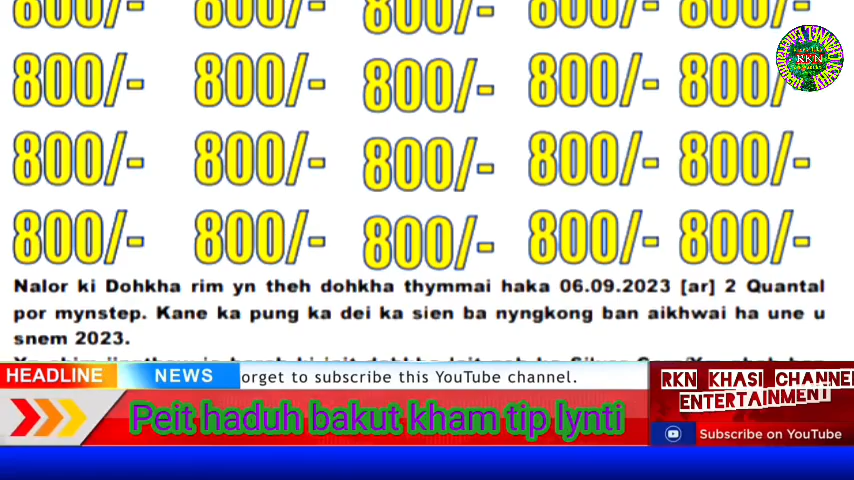 800/- 800/- 800/- 800/- 800/-
800/- 800/- 800/- 800/- 800/-
800/- 800/- 800/- 800/- 800/-
800/- 800/- 800/- 800/- 800/-
RKN
Nalor ki Dohkha rim yn theh dohkha thymmai haka 06.09.2023 [ar] 2 Quantal
por mynstep. Kane ka pung ka dei ka sien ba nyngkong ban aikhwai ha une u
snem 2023.
HEADLINE NEWS orget to subscribe this YouTube channel.
Peit haduh bakut kham tip lynti
RKN KHASI CHANNEL
ENTERTAINMENT
Subscribe on YouTube